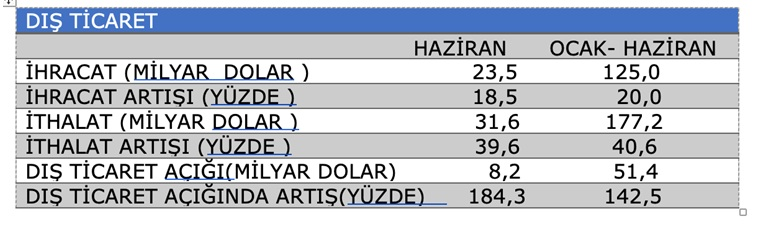 DIŞ TİCARET
HAZİRAN OCAK- HAZİRAN
İHRACAT (MİLYAR DOLAR ) 23,5 125,0
İHRACAT ARTIŞI (YÜZDE ) 18,5 20,0
İTHALAT (MİLYAR DOLAR ) 31,6 177,2
İTHALAT ARTIŞI (YÜZDE ) 39,6 40,6
DIŞ TİCARET AÇIĞI(MİLYAR DOLAR) 8,2 51,4
DIŞ TİCARET AÇIĞINDA ARTIŞ(YÜZDE) 184,3 142,5